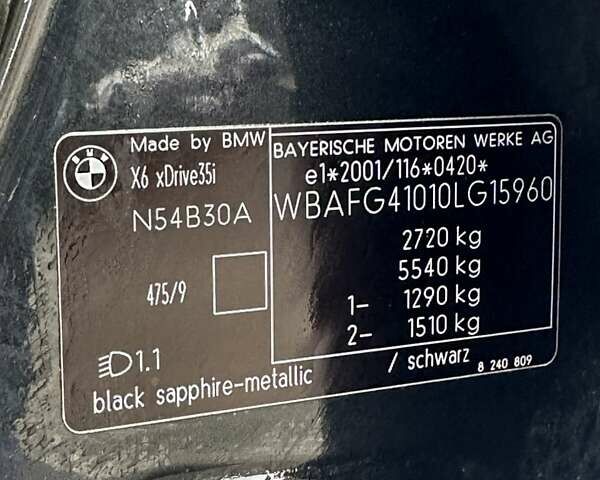 BMW
Made by BMW
X6 xDrive35i
N54B30A
475/9
1.1
black sapphire-metallic
BAYERISCHE MOTOREN WERKE AG
e1*2001/116*0420*
WBAFG41010LG15960
2720 kg
5540 kg
1- 1290 kg
2- 1510 kg
/ schwarz
8 240 809